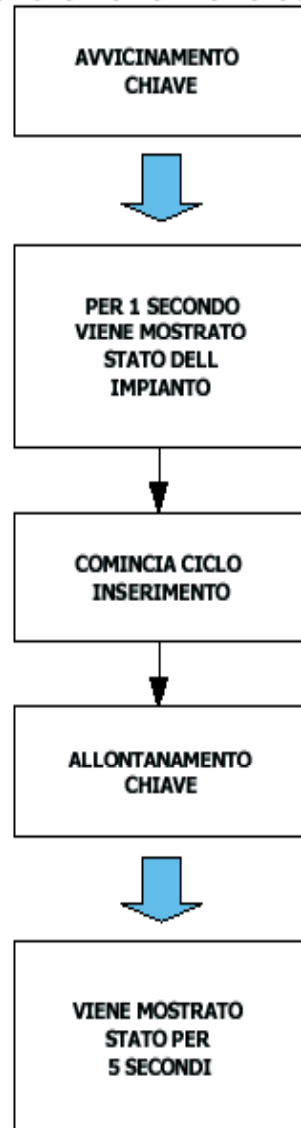 AVVICINAMENTO
CHIAVE
PER 1 SECONDO
VIENE MOSTRATO
STATO DELL
IMPIANTO
COMINCIA CICLO
INSERIMENTO
ALLONTANAMENTO
CHIAVE
VIENE MOSTRATO
STATO PER
5 SECONDI